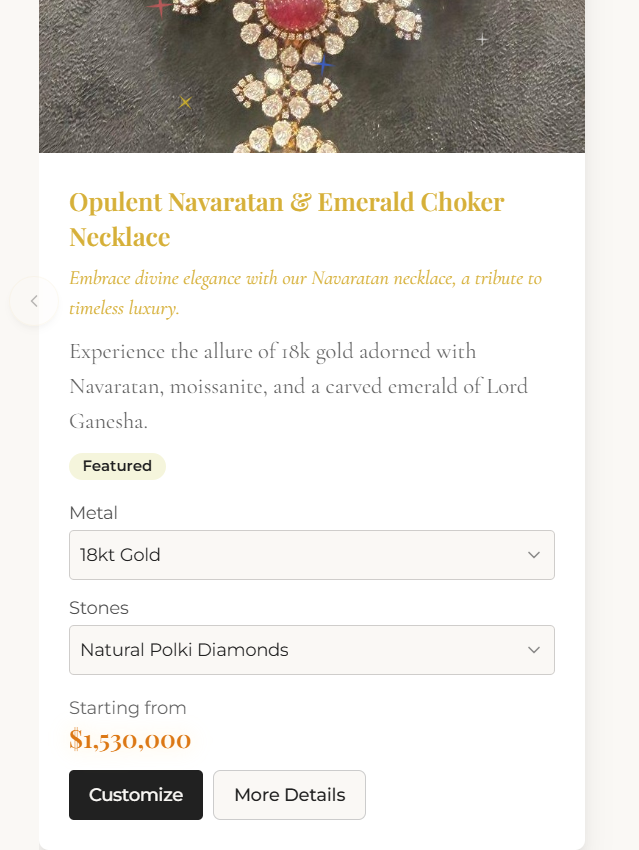 Opulent Navaratan & Emerald Choker
Necklace
Embrace divine elegance with our Navaratan necklace, a tribute to
timeless luxury.
Experience the allure of 18k gold adorned with
Navaratan, moissanite, and a carved emerald of Lord
Ganesha.
Featured
Metal
18kt Gold
Stones
Natural Polki Diamonds
Starting from
$1,530,000
Customize More Details